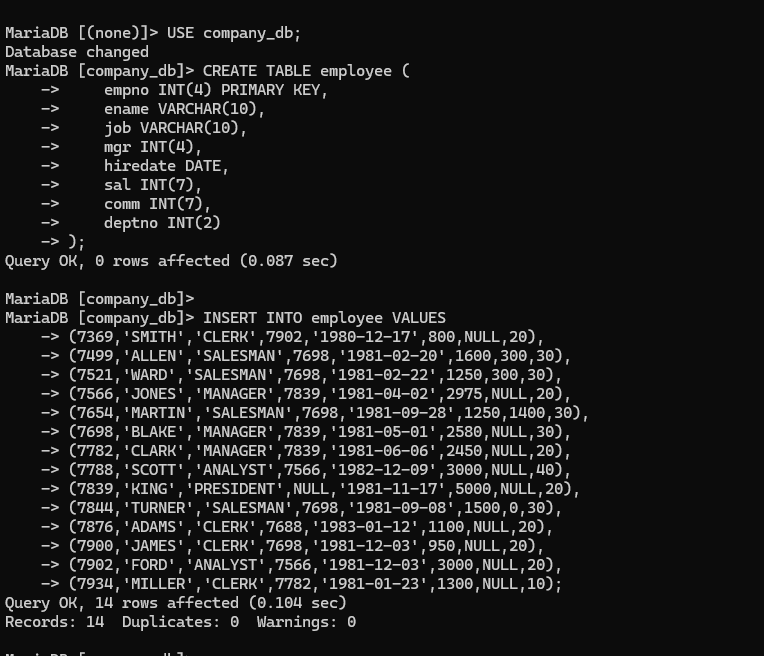 MariaDB [(none)]> USE company_db;
Database changed
MariaDB [company_db]> CREATE TABLE employee (
    ->     empno INT(4) PRIMARY KEY,
    ->     ename VARCHAR(10),
    ->     job VARCHAR(10),
    ->     mgr INT(4),
    ->     hiredate DATE,
    ->     sal INT(7),
    ->     comm INT(7),
    ->     deptno INT(2)
    -> );
Query OK, 0 rows affected (0.087 sec)

MariaDB [company_db]>
MariaDB [company_db]> INSERT INTO employee VALUES
    -> (7369,'SMITH','CLERK',7902,'1980-12-17',800,NULL,20),
    -> (7499,'ALLEN','SALESMAN',7698,'1981-02-20',1600,300,30),
    -> (7521,'WARD','SALESMAN',7698,'1981-02-22',1250,300,30),
    -> (7566,'JONES','MANAGER',7839,'1981-04-02',2975,NULL,20),
    -> (7654,'MARTIN','SALESMAN',7698,'1981-09-28',1250,1400,30),
    -> (7698,'BLAKE','MANAGER',7839,'1981-05-01',2580,NULL,30),
    -> (7782,'CLARK','MANAGER',7839,'1981-06-06',2450,NULL,20),
    -> (7788,'SCOTT','ANALYST',7566,'1982-12-09',3000,NULL,40),
    -> (7839,'KING','PRESIDENT',NULL,'1981-11-17',5000,NULL,20),
    -> (7844,'TURNER','SALESMAN',7698,'1981-09-08',1500,0,30),
    -> (7876,'ADAMS','CLERK',7688,'1983-01-12',1100,NULL,20),
    -> (7900,'JAMES','CLERK',7698,'1981-12-03',950,NULL,20),
    -> (7902,'FORD','ANALYST',7566,'1981-12-03',3000,NULL,20),
    -> (7934,'MILLER','CLERK',7782,'1981-01-23',1300,NULL,10);
Query OK, 14 rows affected (0.104 sec)
Records: 14  Duplicates: 0  Warnings: 0